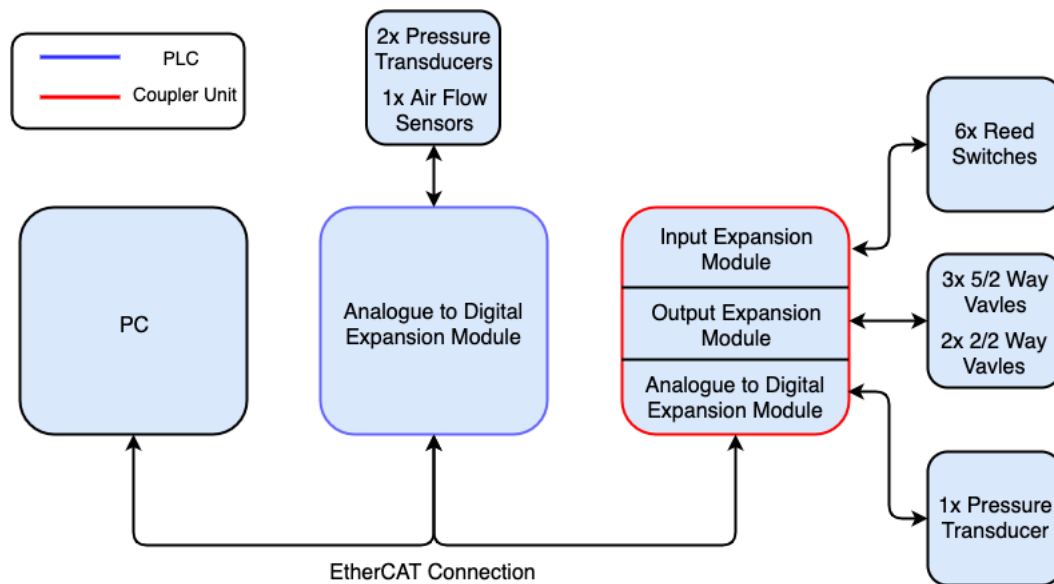 PLC
Coupler Unit
2x Pressure
Transducers
1x Air Flow
Sensors
PC
Analogue to Digital
Expansion Module
Input Expansion
Module
Output Expansion
Module
Analogue to Digital
Expansion Module
6x Reed
Switches
3x 5/2 Way
Vavles
2x 2/2 Way
Vavles
1x Pressure
Transducer
EtherCAT Connection